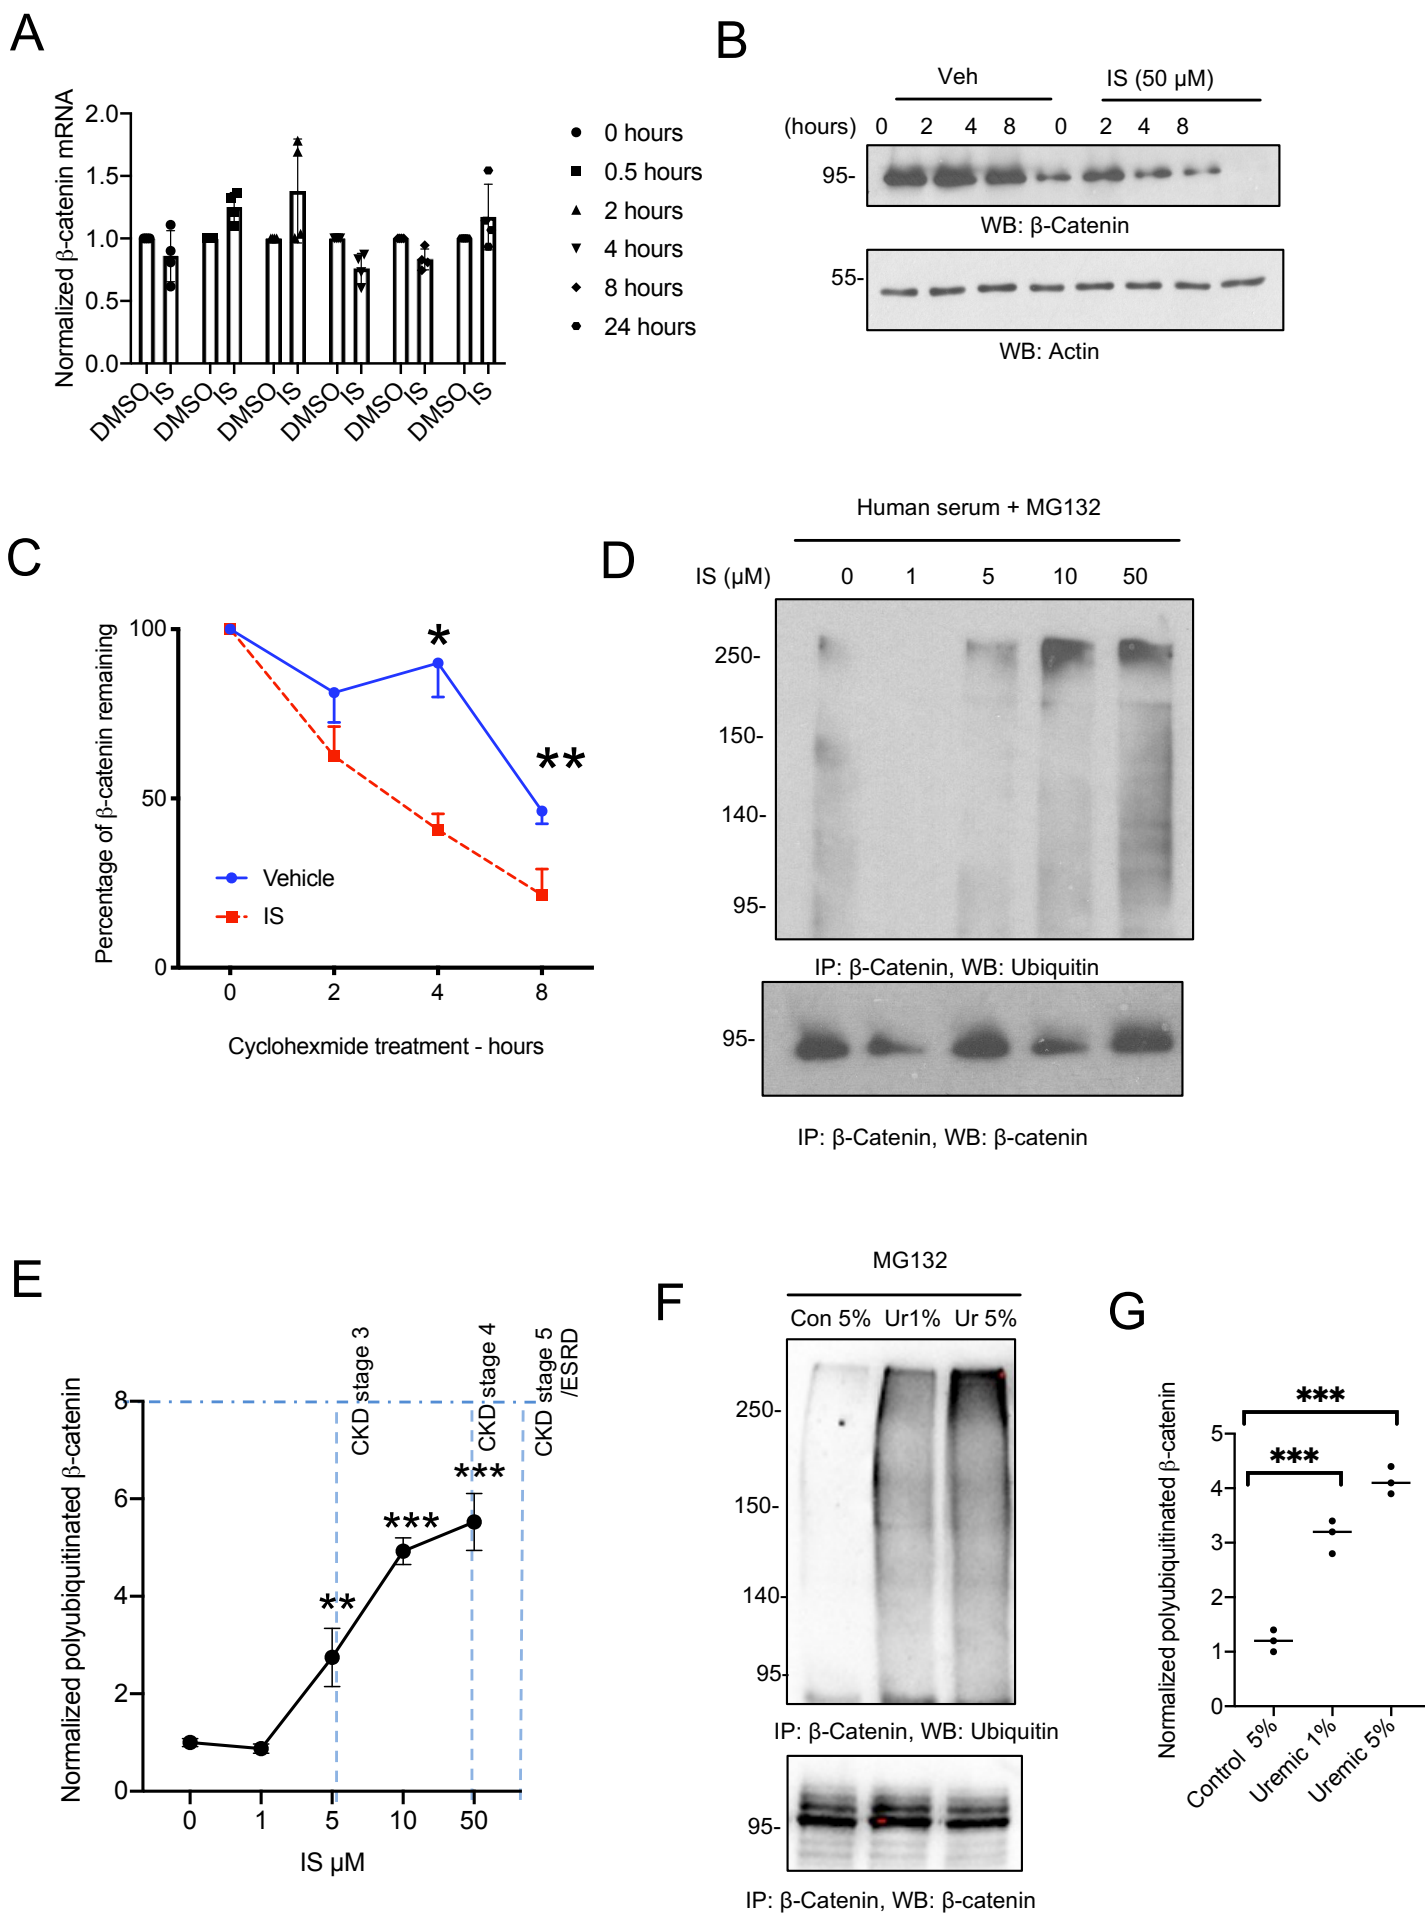 A
Normalized β-catenin mRNA
2.0
1.5
1.0
0.5
0.0
DMSO
IS
DMSO
IS
DMSO
IS
DMSO
IS
DMSO
IS
DMSO
IS
0 hours
0.5 hours
2 hours
4 hours
8 hours
24 hours
B
Veh IS (50 μM)
(hours) 0 2 4 8 0 2 4 8
95-
WB: β-Catenin
55-
WB: Actin
C
Percentage of β-catenin remaining
100
50
0
*
**
Vehicle
IS
0 2 4 8
Cyclohexmide treatment - hours
D
Human serum + MG132
IS (μM) 0 1 5 10 50
250-
150-
140-
95-
IP: β-Catenin, WB: Ubiquitin
95-
IP: β-Catenin, WB: β-catenin
E
Normalized polyubiquitinated β-catenin
8
6
4
2
0
CKD stage 3
CKD stage 4
CKD stage 5
/ESRD
**
***
***
0 1 5 10 50
IS μM
F
MG132
Con 5% Ur1% Ur 5%
250-
150-
140-
95-
IP: β-Catenin, WB: Ubiquitin
95-
IP: β-Catenin, WB: β-catenin
G
Normalized polyubiquitinated β-catenin
5
4
3
2
1
0
***
***
Control 5%
Uremic 1%
Uremic 5%